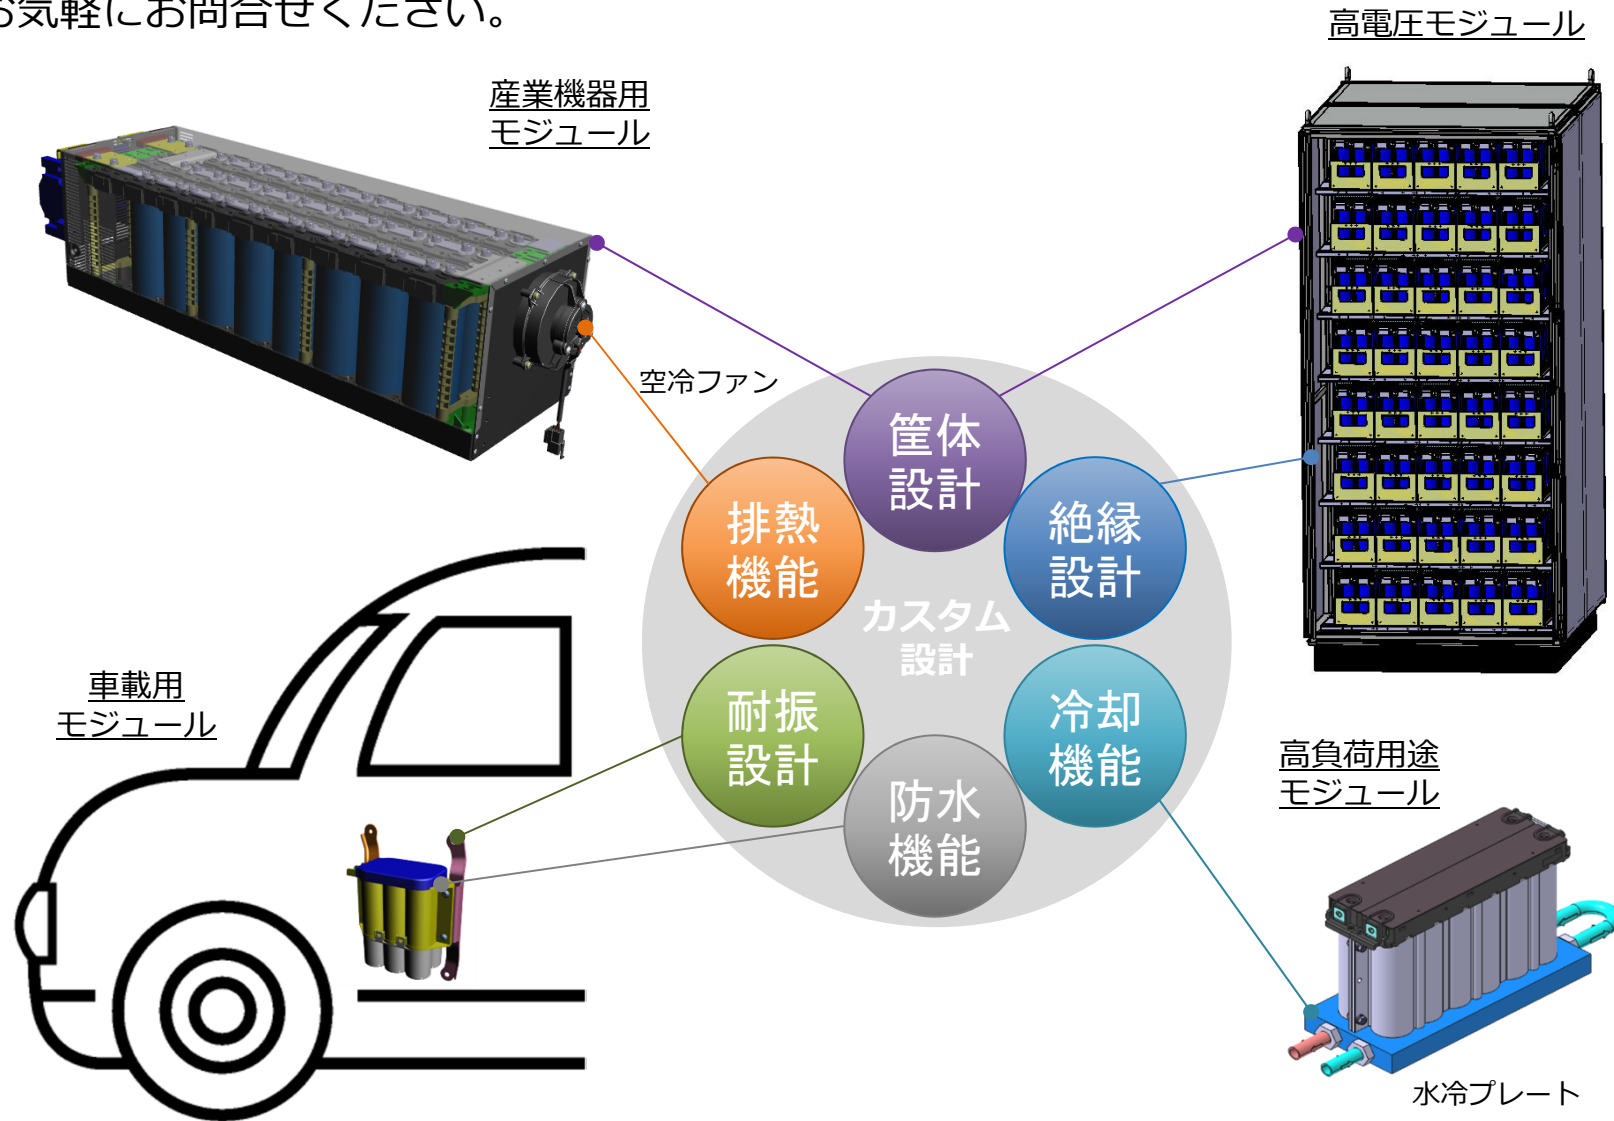 お気軽にお問合せください。
高電圧モジュール
産業機器用
モジュール
空冷ファン
筐体
設計
排熱
機能
絶縁
設計
カスタム
設計
車載用
モジュール
耐振
設計
冷却
機能
防水
機能
高負荷用途
モジュール
水冷プレート